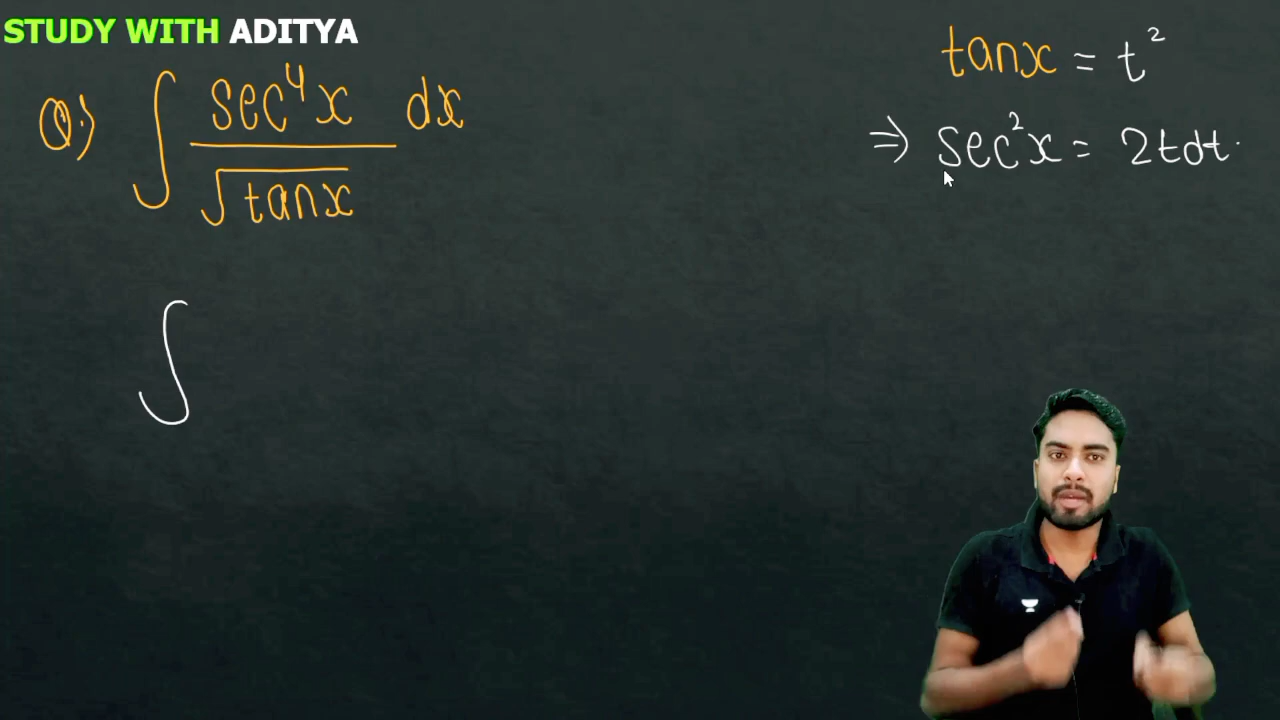 STUDY WITH ADITYA
Q.) ∫ sec⁴x / √tanx dx
tanx = t²
⇒ sec²x = 2tdt.
∫